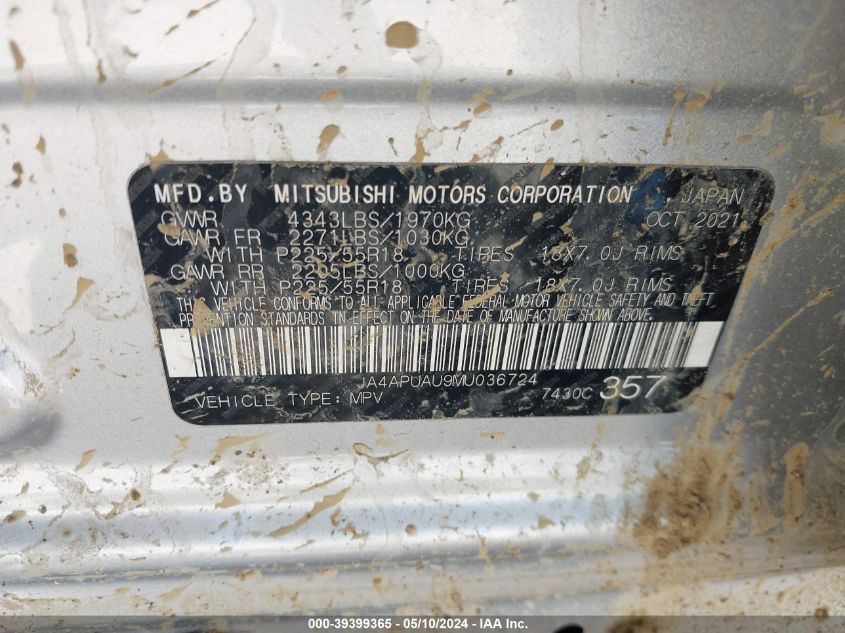 MFD.BY MITSUBISHI MOTORS CORPORATION JAPAN
GVWR 4343LBS/1970KG OCT 2021
GAWR FR 2271LBS/1030KG
WITH P225/55R18 TIRES 18X7.0J RIMS
GAWR RR 2205LBS/1000KG
WITH P225/55R18 TIRES 18X7.0J RIMS
THIS VEHICLE CONFORMS TO ALL APPLICABLE FEDERAL MOTOR VEHICLE SAFETY AND THEFT
PREVENTION STANDARDS IN EFFECT ON THE DATE OF MANUFACTURE SHOWN ABOVE.
JA4APUAU9MU036724
VEHICLE TYPE: MPV 7430C 357
000-39399365 - 05/10/2024 - IAA